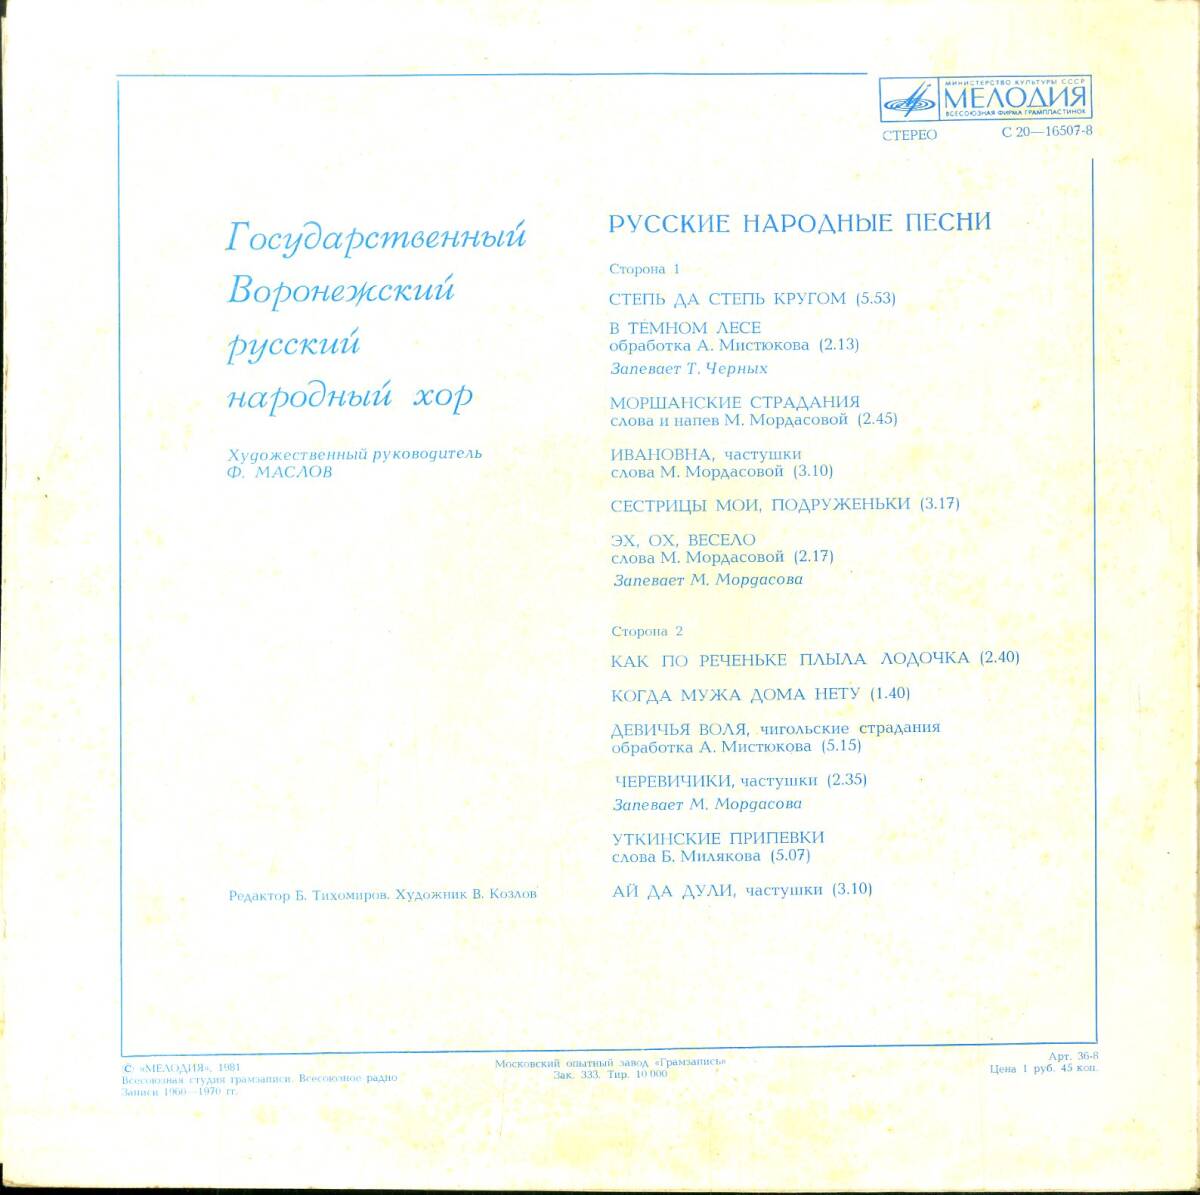 МИНИСТЕРСТВО КУЛЬТУРЫ СССР
МЕЛОДИЯ
ВСЕСОЮЗНАЯ ФИРМА ГРАМПЛАСТИНОК
СТЕРЕО С 20—16507-8
Государственный
Воронежский
русский
народный хор
Художественный руководитель
Ф. МАСЛОВ
РУССКИЕ НАРОДНЫЕ ПЕСНИ
Сторона 1
СТЕПЬ ДА СТЕПЬ КРУГОМ (5.53)
В ТЕМНОМ ЛЕСЕ
обработка А. Мистюкова (2.13)
Запевает Т. Черных
МОРШАНСКИЕ СТРАДАНИЯ
слова и напев М. Мордасовой (2.45)
ИВАНОВНА, частушки
слова М. Мордасовой (3.10)
СЕСТРИЦЫ МОИ, ПОДРУЖЕНЬКИ (3.17)
ЭХ, ОХ, ВЕСЕЛО
слова М. Мордасовой (2.17)
Запевает М. Мордасова
Сторона 2
КАК ПО РЕЧЕНЬКЕ ПЛЫЛА ЛОДОЧКА (2.40)
КОГДА МУЖА ДОМА НЕТУ (1.40)
ДЕВИЧЬЯ ВОЛЯ, чигольские страдания
обработка А. Мистюкова (5.15)
ЧЕРЕВИЧИКИ, частушки (2.35)
Запевает М. Мордасова
УТКИНСКИЕ ПРИПЕВКИ
слова Б. Милякова (5.07)
АЙ ДА ДУЛИ, частушки (3.10)
Редактор Б. Тихомиров. Художник В. Козлов
© «МЕЛОДИЯ», 1981
Всесоюзная студия грамзаписи. Всесоюзное радио
Записи 1960—1970 гг.
Московский опытный завод «Грамзапись»
Зак. 333. Тир. 10 000
Арт. 36-8
Цена 1 руб. 45 коп.